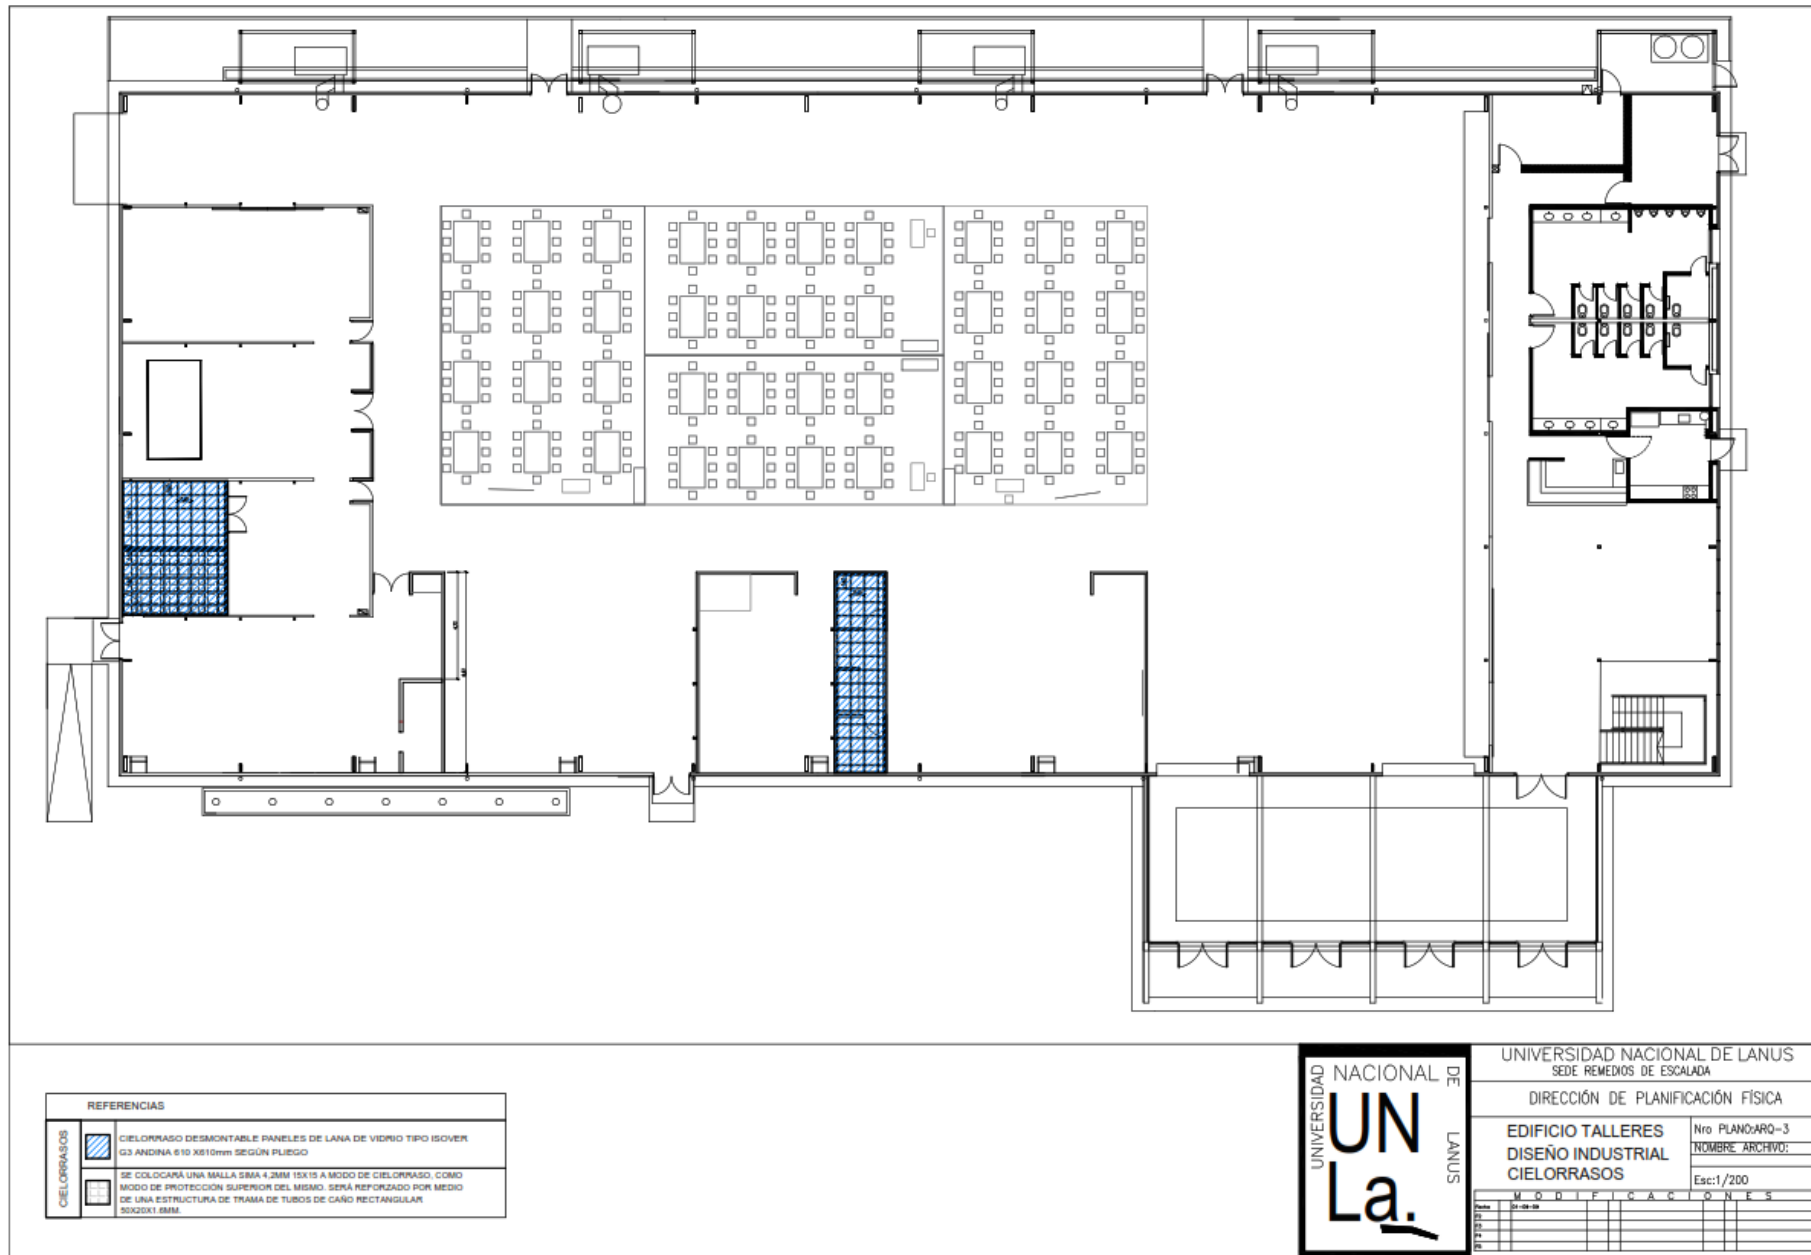 REFERENCIAS
CIELORRASOS
CIELORRASO DESMONTABLE PANELES DE LANA DE VIDRIO TIPO ISOVER
G3 ANDINA 610 X610mm SEGÚN PLIEGO
SE COLOCARÁ UNA MALLA SIMA 4,2MM 15X15 A MODO DE CIELORRASO, COMO
MODO DE PROTECCIÓN SUPERIOR DEL MISMO. SERÁ REFORZADO POR MEDIO
DE UNA ESTRUCTURA DE TRAMA DE TUBOS DE CAÑO RECTANGULAR
50X20X1.6MM.
UNIVERSIDAD
NACIONAL
DE
LANUS
UN
La.
UNIVERSIDAD NACIONAL DE LANUS
SEDE REMEDIOS DE ESCALADA
DIRECCIÓN DE PLANIFICACIÓN FÍSICA
EDIFICIO TALLERES
DISEÑO INDUSTRIAL
CIELORRASOS
Nro PLANO:ARQ-3
NOMBRE ARCHIVO:
Esc:1/200
MODIFICACIONES
Fecha